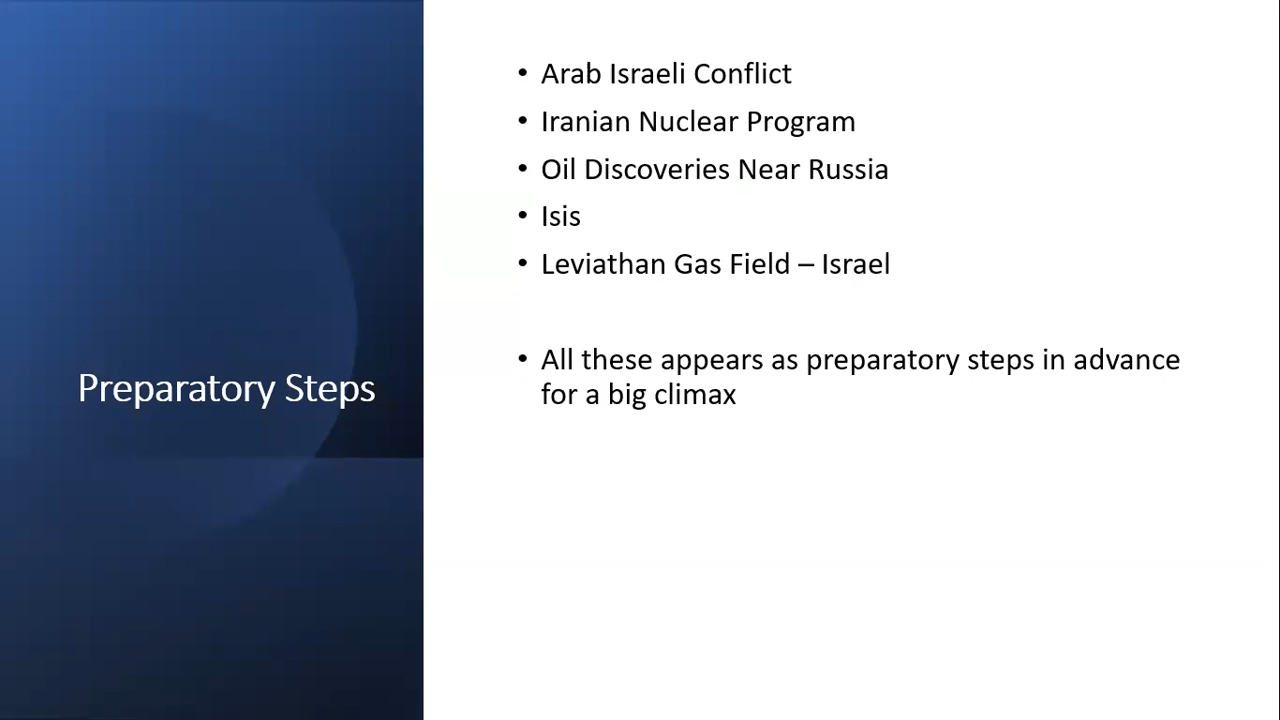 Preparatory Steps
• Arab Israeli Conflict
• Iranian Nuclear Program
• Oil Discoveries Near Russia
• Isis
• Leviathan Gas Field – Israel
• All these appears as preparatory steps in advance
for a big climax